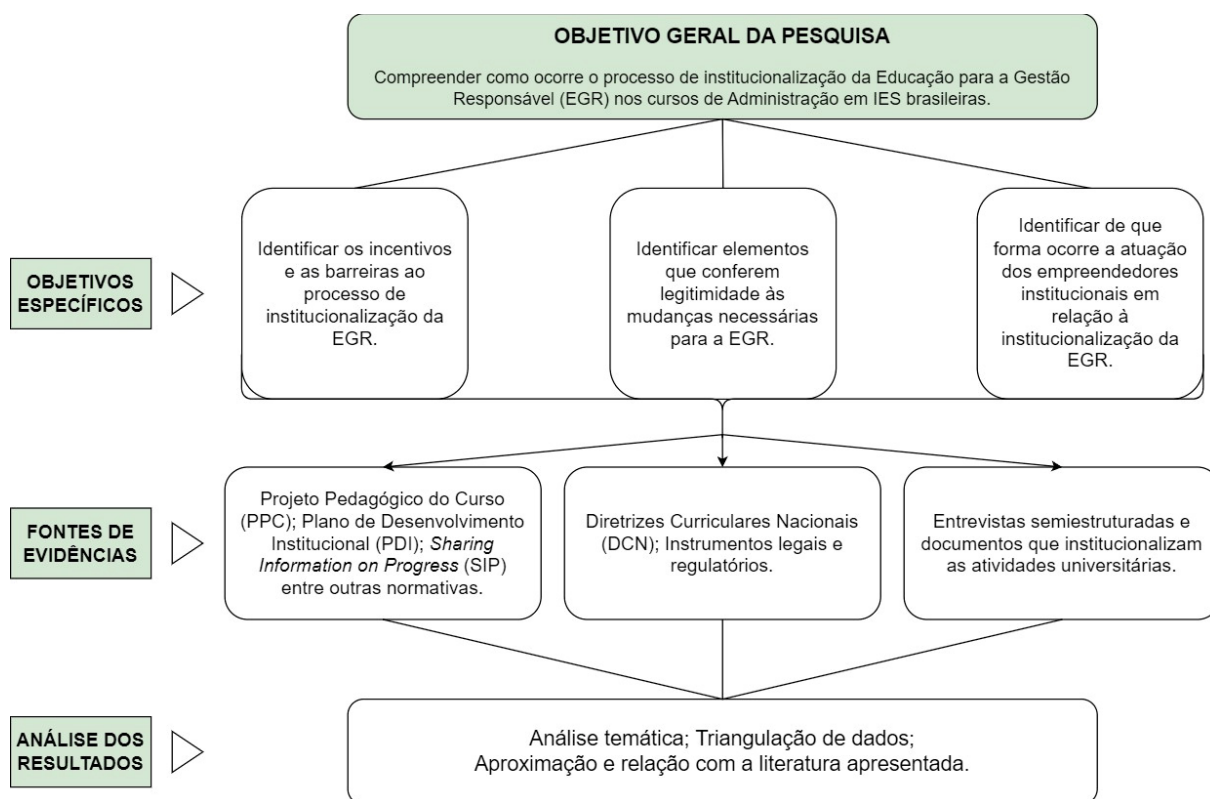 OBJETIVO GERAL DA PESQUISA
Compreender como ocorre o processo de institucionalização da Educação para a Gestão
Responsável (EGR) nos cursos de Administração em IES brasileiras.
OBJETIVOS
ESPECÍFICOS
Identificar os incentivos
e as barreiras ao
processo de
institucionalização da
EGR.
Identificar elementos
que conferem
legitimidade às
mudanças necessárias
para a EGR.
Identificar de que
forma ocorre a atuação
dos empreendedores
institucionais em
relação à
institucionalização da
EGR.
FONTES DE
EVIDÊNCIAS
Projeto Pedagógico do Curso
(PPC); Plano de Desenvolvimento
Institucional (PDI); Sharing
Information on Progress (SIP)
entre outras normativas.
Diretrizes Curriculares Nacionais
(DCN); Instrumentos legais e
regulatórios.
Entrevistas semiestruturadas e
documentos que institucionalizam
as atividades universitárias.
ANÁLISE DOS
RESULTADOS
Análise temática; Triangulação de dados;
Aproximação e relação com a literatura apresentada.